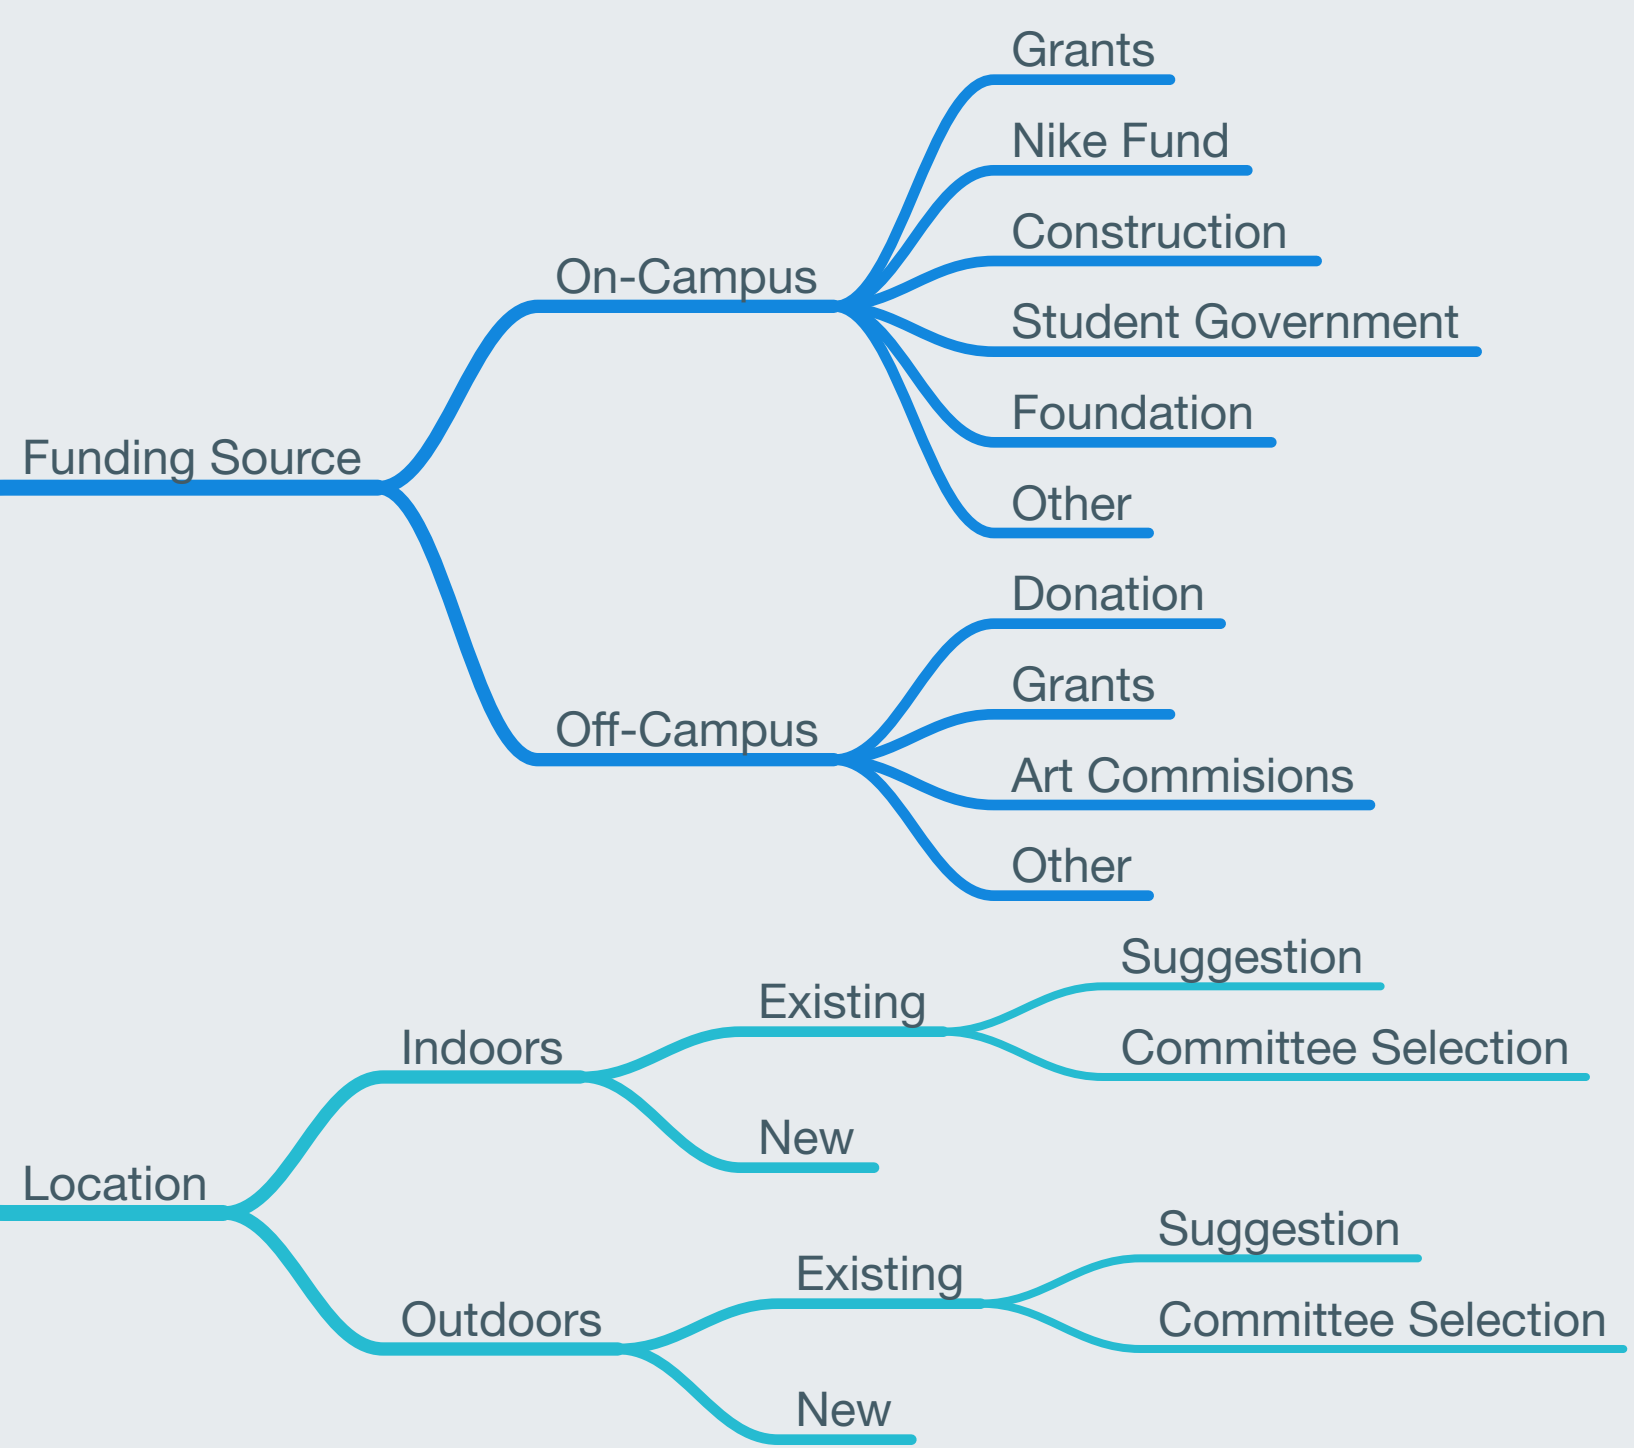 Funding Source
On-Campus
Grants
Nike Fund
Construction
Student Government
Foundation
Other
Off-Campus
Donation
Grants
Art Commisions
Other
Location
Indoors
Existing
Suggestion
Committee Selection
New
Outdoors
Existing
Suggestion
Committee Selection
New